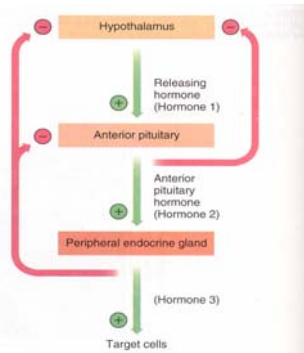 Hypothalamus
Releasing
hormone
(Hormone 1)
Anterior pituitary
Anterior
pituitary
hormone
(Hormone 2)
Peripheral endocrine gland
(Hormone 3)
Target cells